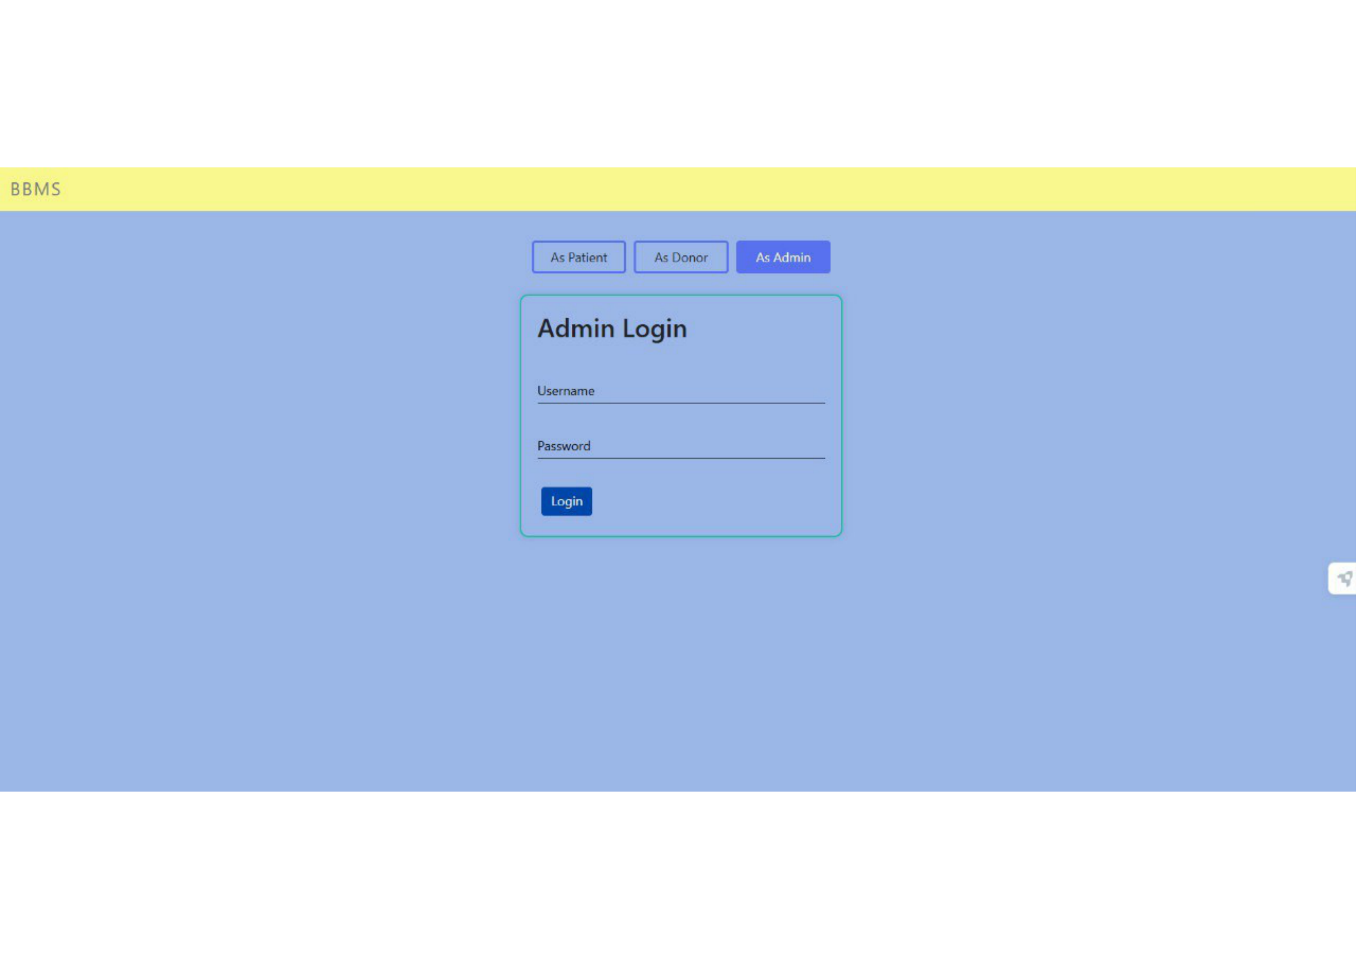 BBMS
As Patient As Donor As Admin
Admin Login
Username
Password
Login